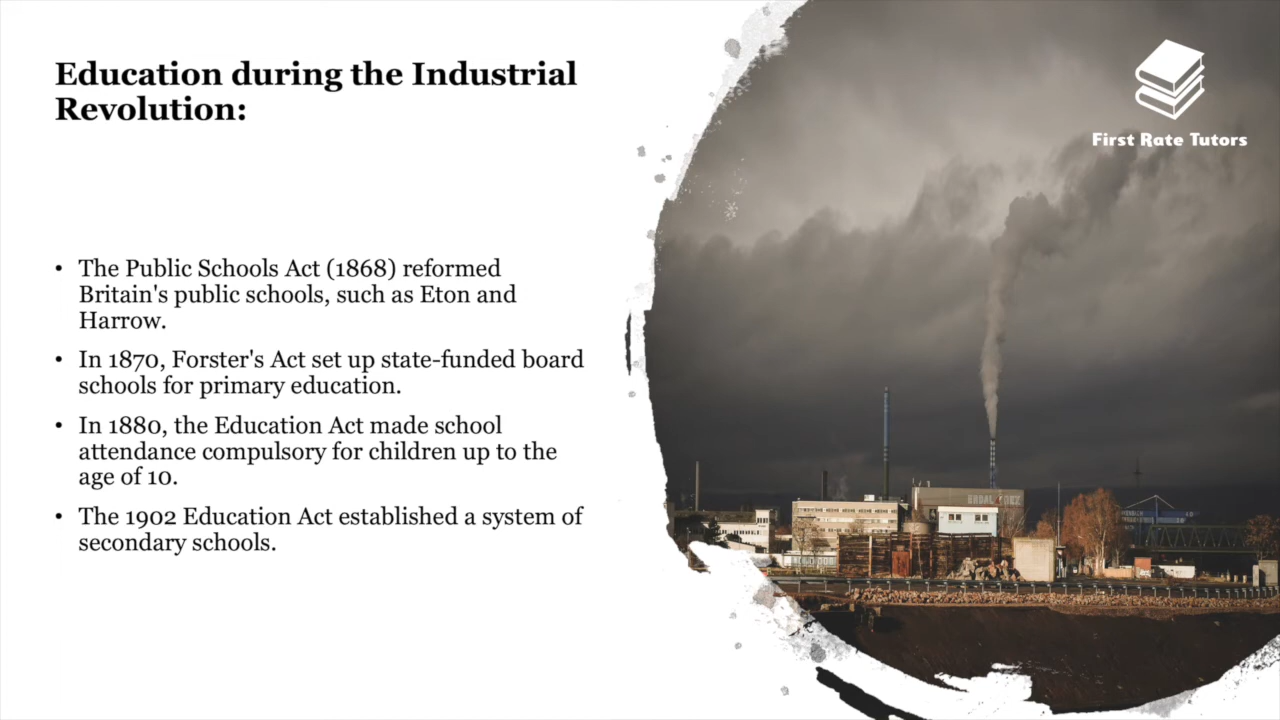 Education during the Industrial
Revolution:
First Rate Tutors
• The Public Schools Act (1868) reformed
Britain's public schools, such as Eton and
Harrow.
• In 1870, Forster's Act set up state-funded board
schools for primary education.
• In 1880, the Education Act made school
attendance compulsory for children up to the
age of 10.
• The 1902 Education Act established a system of
secondary schools.